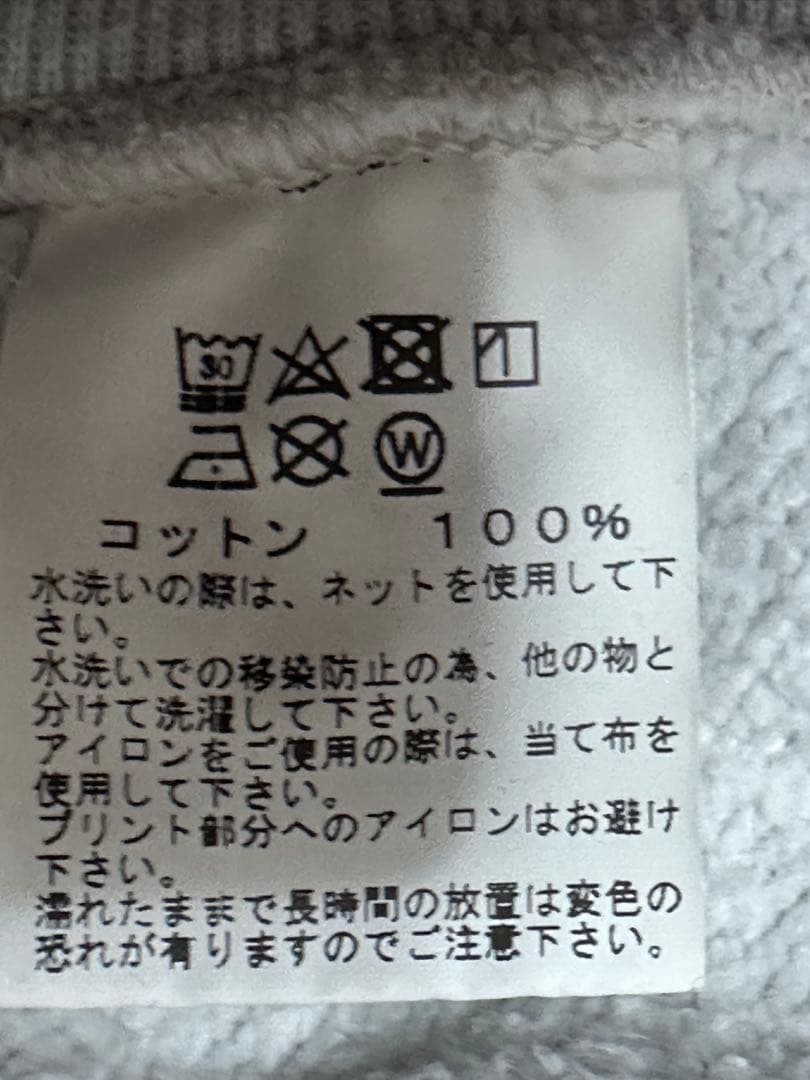 30
W
コットン　１００％
水洗いの際は、ネットを使用して下
さい。
水洗いでの移染防止の為、他の物と
分けて洗濯して下さい。
アイロンをご使用の際は、当て布を
使用して下さい。
プリント部分へのアイロンはお避け
下さい。
濡れたままで長時間の放置は変色の
恐れが有りますのでご注意下さい。